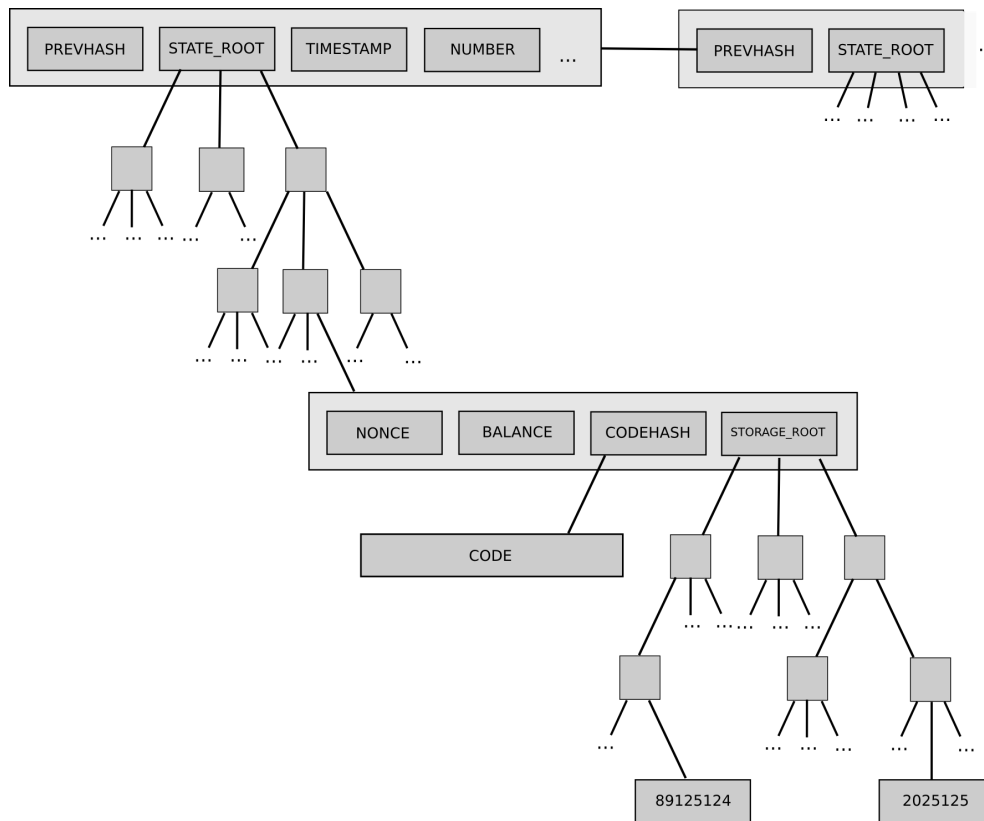 PREVHASH STATE_ROOT TIMESTAMP NUMBER ... PREVHASH STATE_ROOT
... ... ... ...
... ... ... ... ...
... ... ... ... ... ... ...
NONCE BALANCE CODEHASH STORAGE_ROOT
CODE
... ... ... ... ...
... ... ... ... ... ...
89125124 2025125